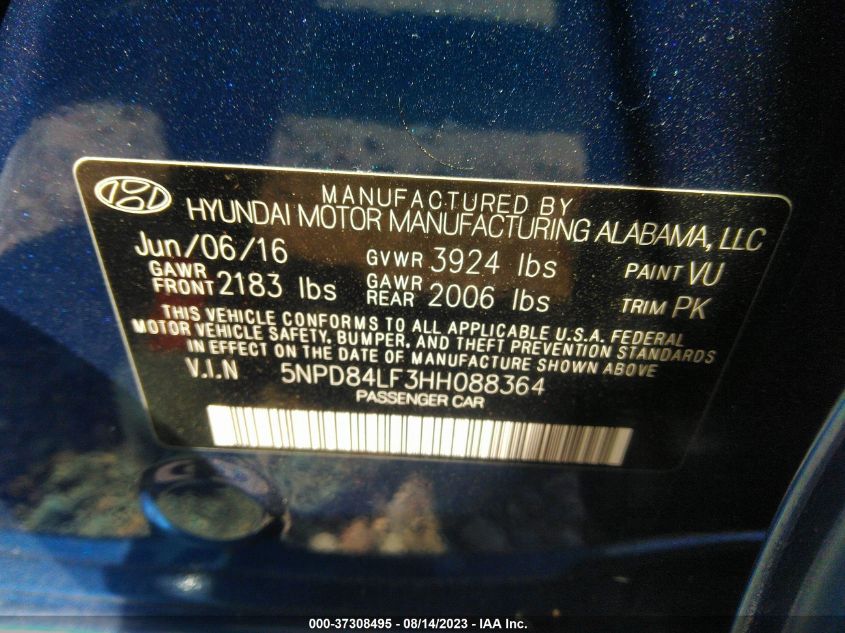 MANUFACTURED BY
HYUNDAI MOTOR MANUFACTURING ALABAMA, LLC
Jun/06/16 GVWR 3924 lbs PAINT VU
GAWR FRONT 2183 lbs GAWR REAR 2006 lbs TRIM PK
THIS VEHICLE CONFORMS TO ALL APPLICABLE U.S.A. FEDERAL
MOTOR VEHICLE SAFETY, BUMPER, AND THEFT PREVENTION STANDARDS
IN EFFECT ON THE DATE OF MANUFACTURE SHOWN ABOVE
V.I.N 5NPD84LF3HH088364
PASSENGER CAR
000-37308495 - 08/14/2023 - IAA Inc.